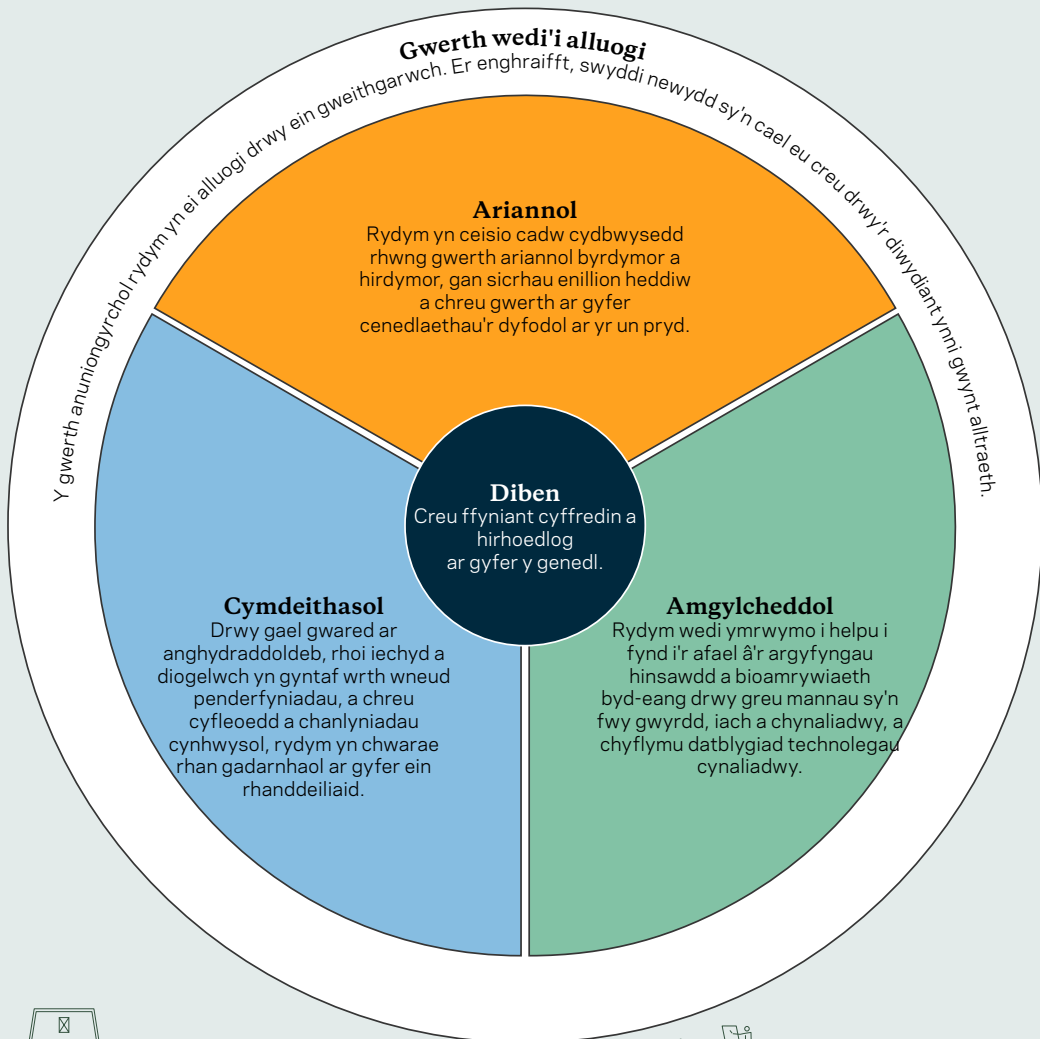 Gwerth wedi'i alluogi
Y gwerth anuniongyrchol rydym yn ei alluogi drwy ein gweithgarwch. Er enghraifft, swyddi newydd sy'n cael eu creu drwy'r diwydiant ynni gwynt alltraeth.
Ariannol
Rydym yn ceisio cadw cydbwysedd
rhwng gwerth ariannol byrdymor a
hirdymor, gan sicrhau enillion heddiw
a chreu gwerth ar gyfer
cenedlaethau'r dyfodol ar yr un pryd.
Diben
Creu ffyniant cyffredin a
hirhoedlog
ar gyfer y genedl.
Cymdeithasol
Drwy gael gwared ar
anghydraddoldeb, rhoi iechyd a
diogelwch yn gyntaf wrth wneud
penderfyniadau, a chreu
cyfleoedd a chanlyniadau
cynhwysol, rydym yn chwarae
rhan gadarnhaol ar gyfer ein
rhanddeiliaid.
Amgylcheddol
Rydym wedi ymrwymo i helpu i
fynd i'r afael â'r argyfyngau
hinsawdd a bioamrywiaeth
byd-eang drwy greu mannau sy'n
fwy gwyrdd, iach a chynaliadwy, a
chyflymu datblygiad technolegau
cynaliadwy.